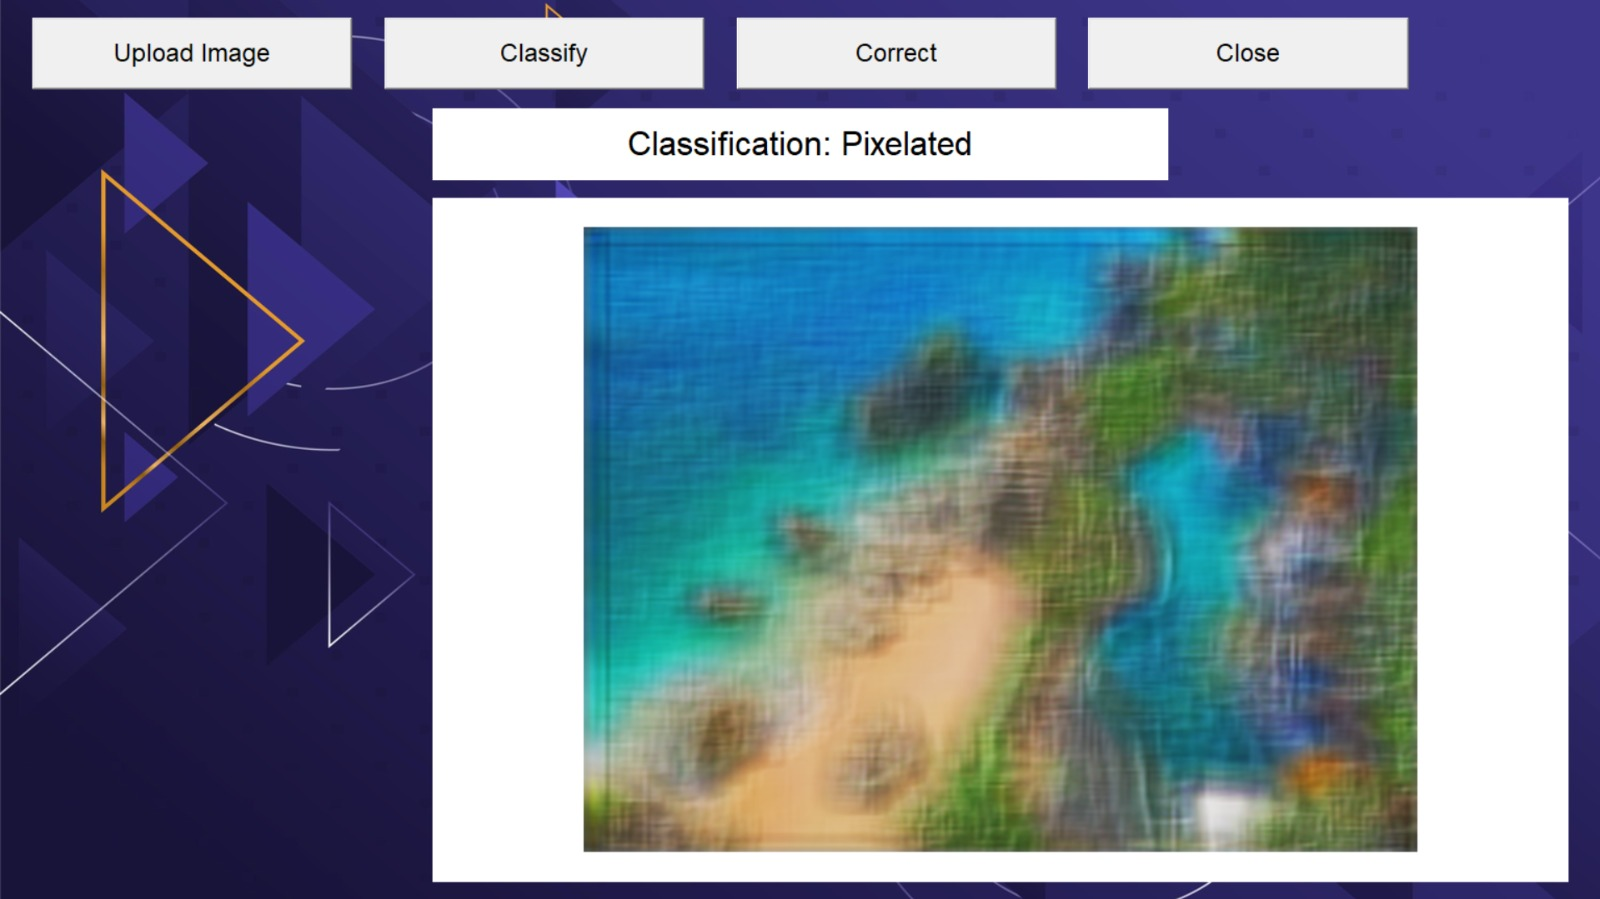 Upload Image
Classify
Correct
Close
Classification: Pixelated